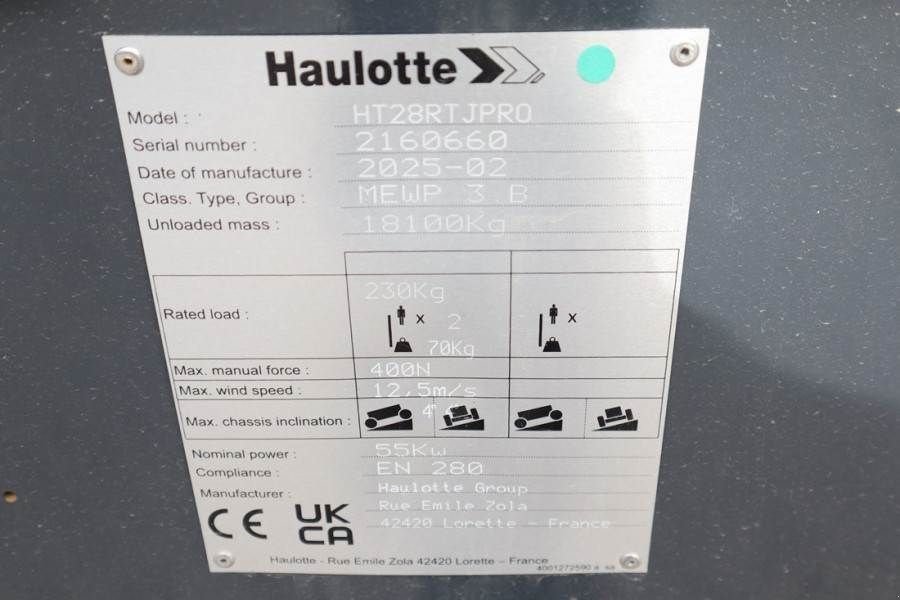 Haulotte
Model : HT28RTJPRO
Serial number : 2160660
Date of manufacture : 2025-02
Class. Type, Group : MEWP 3.B
Unloaded mass : 18100Kg
Rated load : 230Kg
x 2 x
70Kg
Max. manual force : 400N
Max. wind speed : 12,5m/s
Max. chassis inclination :
Nominal power : 55Kw
Compliance : EN 280
Manufacturer : Haulotte Group
Rue Emile Zola
42420 Lorette - France
CE UK
CA
Haulotte - Rue Emile Zola 42420 Lorette – France
4001272590 a